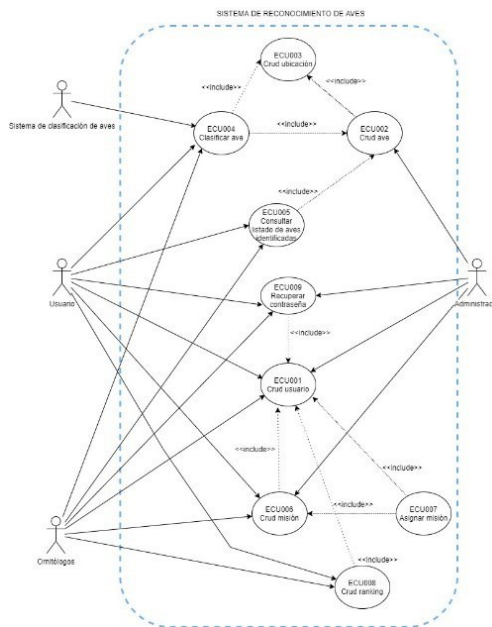 SISTEMA DE RECONOCIMIENTO DE AVES
ECU003
Crud ubicación
<<include>>
<<include>>
Sistema de clasificación de aves
ECU004
Clasificar ave
<<include>>
ECU002
Crud ave
<<include>>
ECU005
Consultar
listado de aves
identificadas
Usuario
ECU009
Recuperar
contraseña
Administrad
<<include>>
ECU001
Crud usuario
<<include>>
<<include>>
ECU006
Crud misión
<<include>>
ECU007
Asignar misión
Ornitólogos
<<include>>
ECU008
Crud ranking